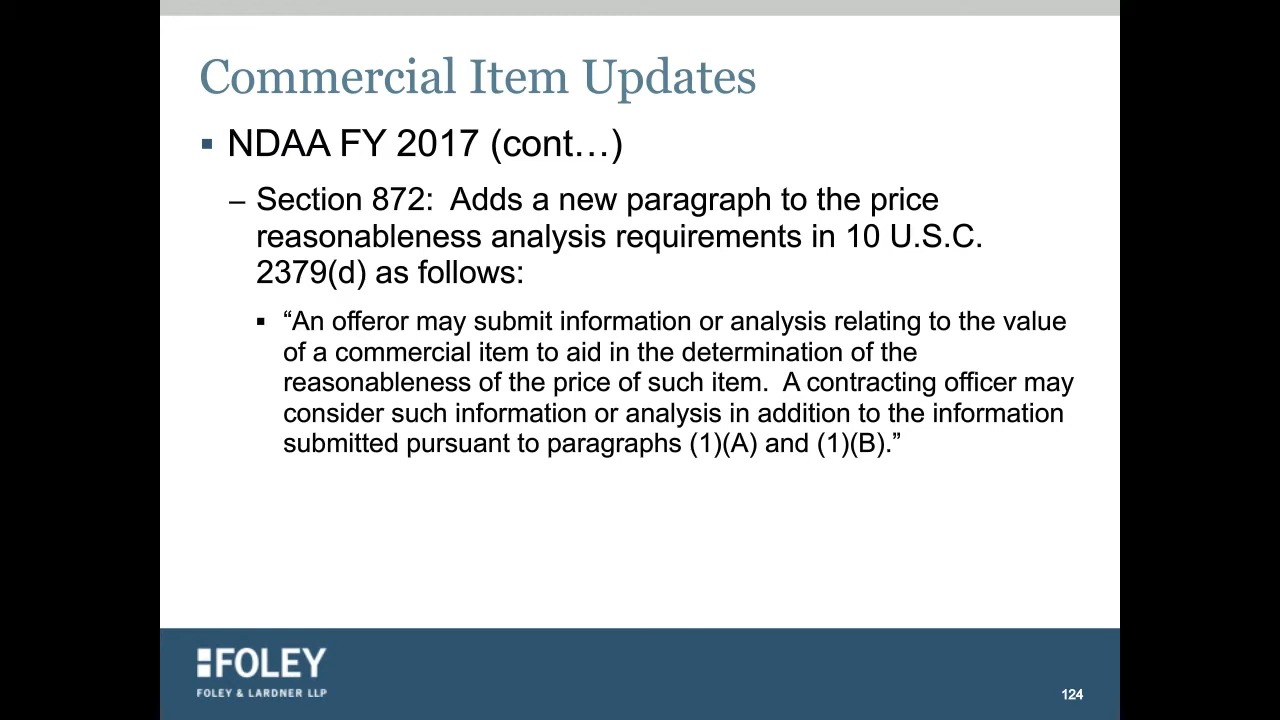 Commercial Item Updates
▪ NDAA FY 2017 (cont…)
– Section 872:  Adds a new paragraph to the price
reasonableness analysis requirements in 10 U.S.C.
2379(d) as follows:
▪ “An offeror may submit information or analysis relating to the value
of a commercial item to aid in the determination of the
reasonableness of the price of such item.  A contracting officer may
consider such information or analysis in addition to the information
submitted pursuant to paragraphs (1)(A) and (1)(B).”
FOLEY
FOLEY & LARDNER LLP
124